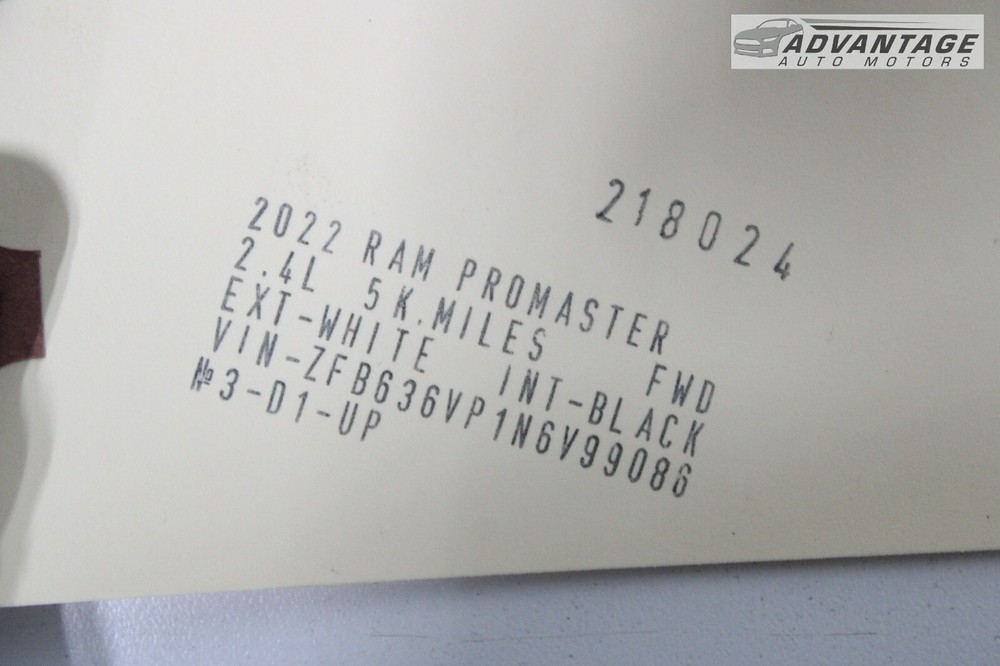 ADVANTAGE
AUTO MOTORS
218024
2022 RAM PROMASTER
2.4L 5K.MILES FWD
EXT-WHITE INT-BLACK
VIN-ZFB636VP1N6V99086
№3-D1-UP